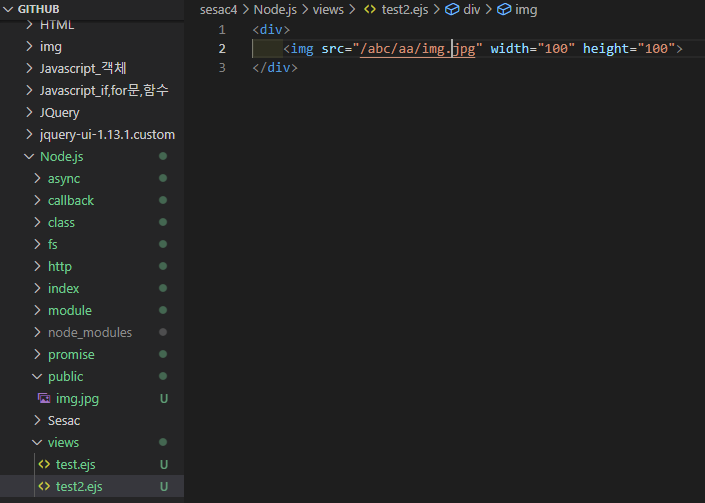 GITHUB
HTML
img
Javascript_객체
Javascript_if,for문,함수
JQuery
jquery-ui-1.13.1.custom
Node.js
async
callback
class
fs
http
index
module
node_modules
promise
public
img.jpg U
Sesac
views
test.ejs U
test2.ejs U
sesac4 > Node.js > views > <> test2.ejs > div > img
1 <div>
2 <img src="/abc/aa/img.jpg" width="100" height="100">
3 </div>